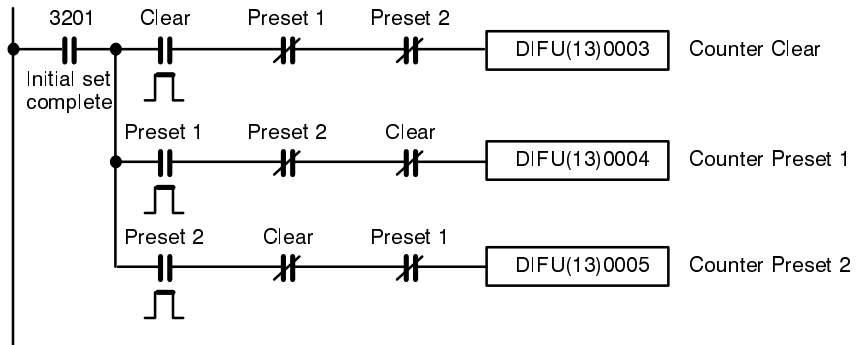 3201 Clear Preset 1 Preset 2
DIFU(13)0003 Counter Clear
Initial set
complete
Preset 1 Preset 2 Clear
DIFU(13)0004 Counter Preset 1
Preset 2 Clear Preset 1
DIFU(13)0005 Counter Preset 2